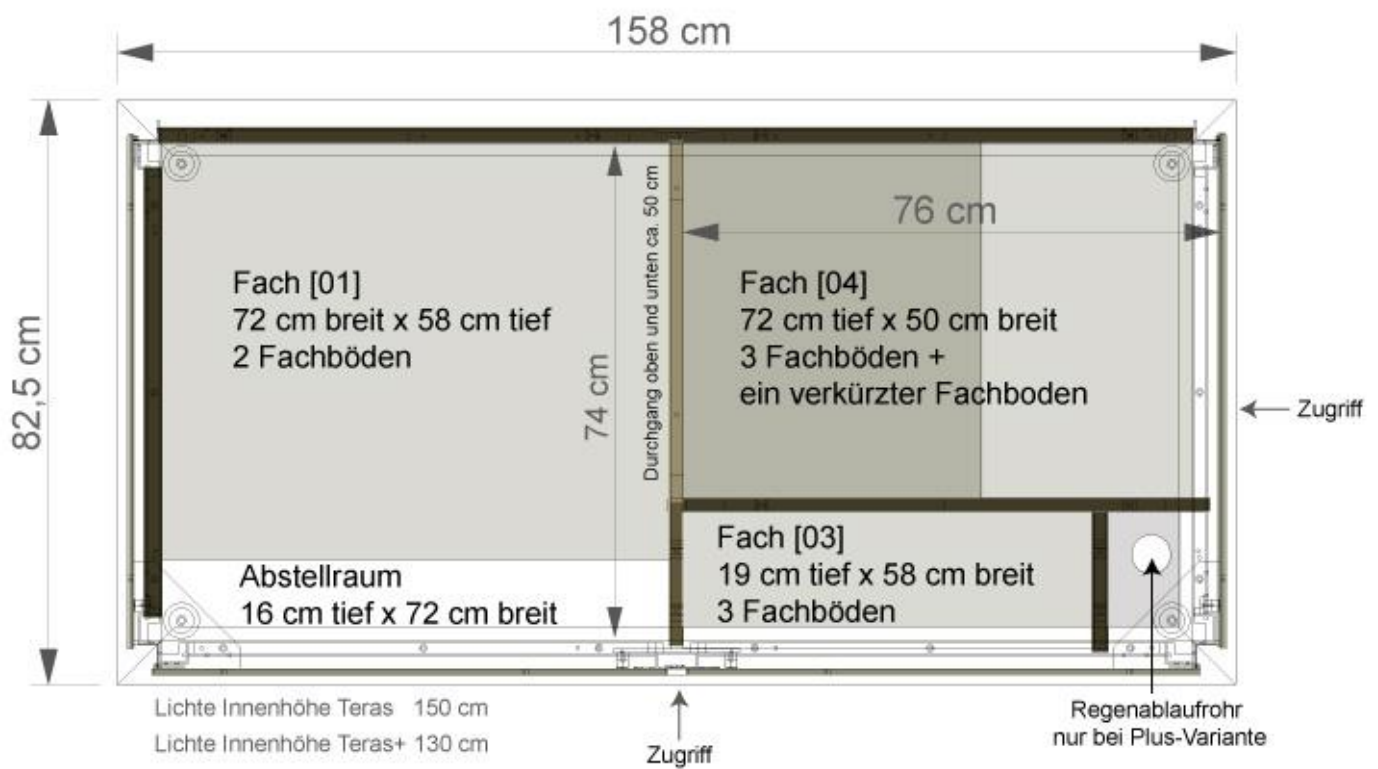 158 cm
82,5 cm
Fach [01]
72 cm breit x 58 cm tief
2 Fachböden
74 cm
Durchgang oben und unten ca. 50 cm
76 cm
Fach [04]
72 cm tief x 50 cm breit
3 Fachböden +
ein verkürzter Fachboden
Zugriff
Abstellraum
16 cm tief x 72 cm breit
Fach [03]
19 cm tief x 58 cm breit
3 Fachböden
Lichte Innenhöhe Teras 150 cm
Lichte Innenhöhe Teras+ 130 cm
Zugriff
Regenablaufrohr
nur bei Plus-Variante